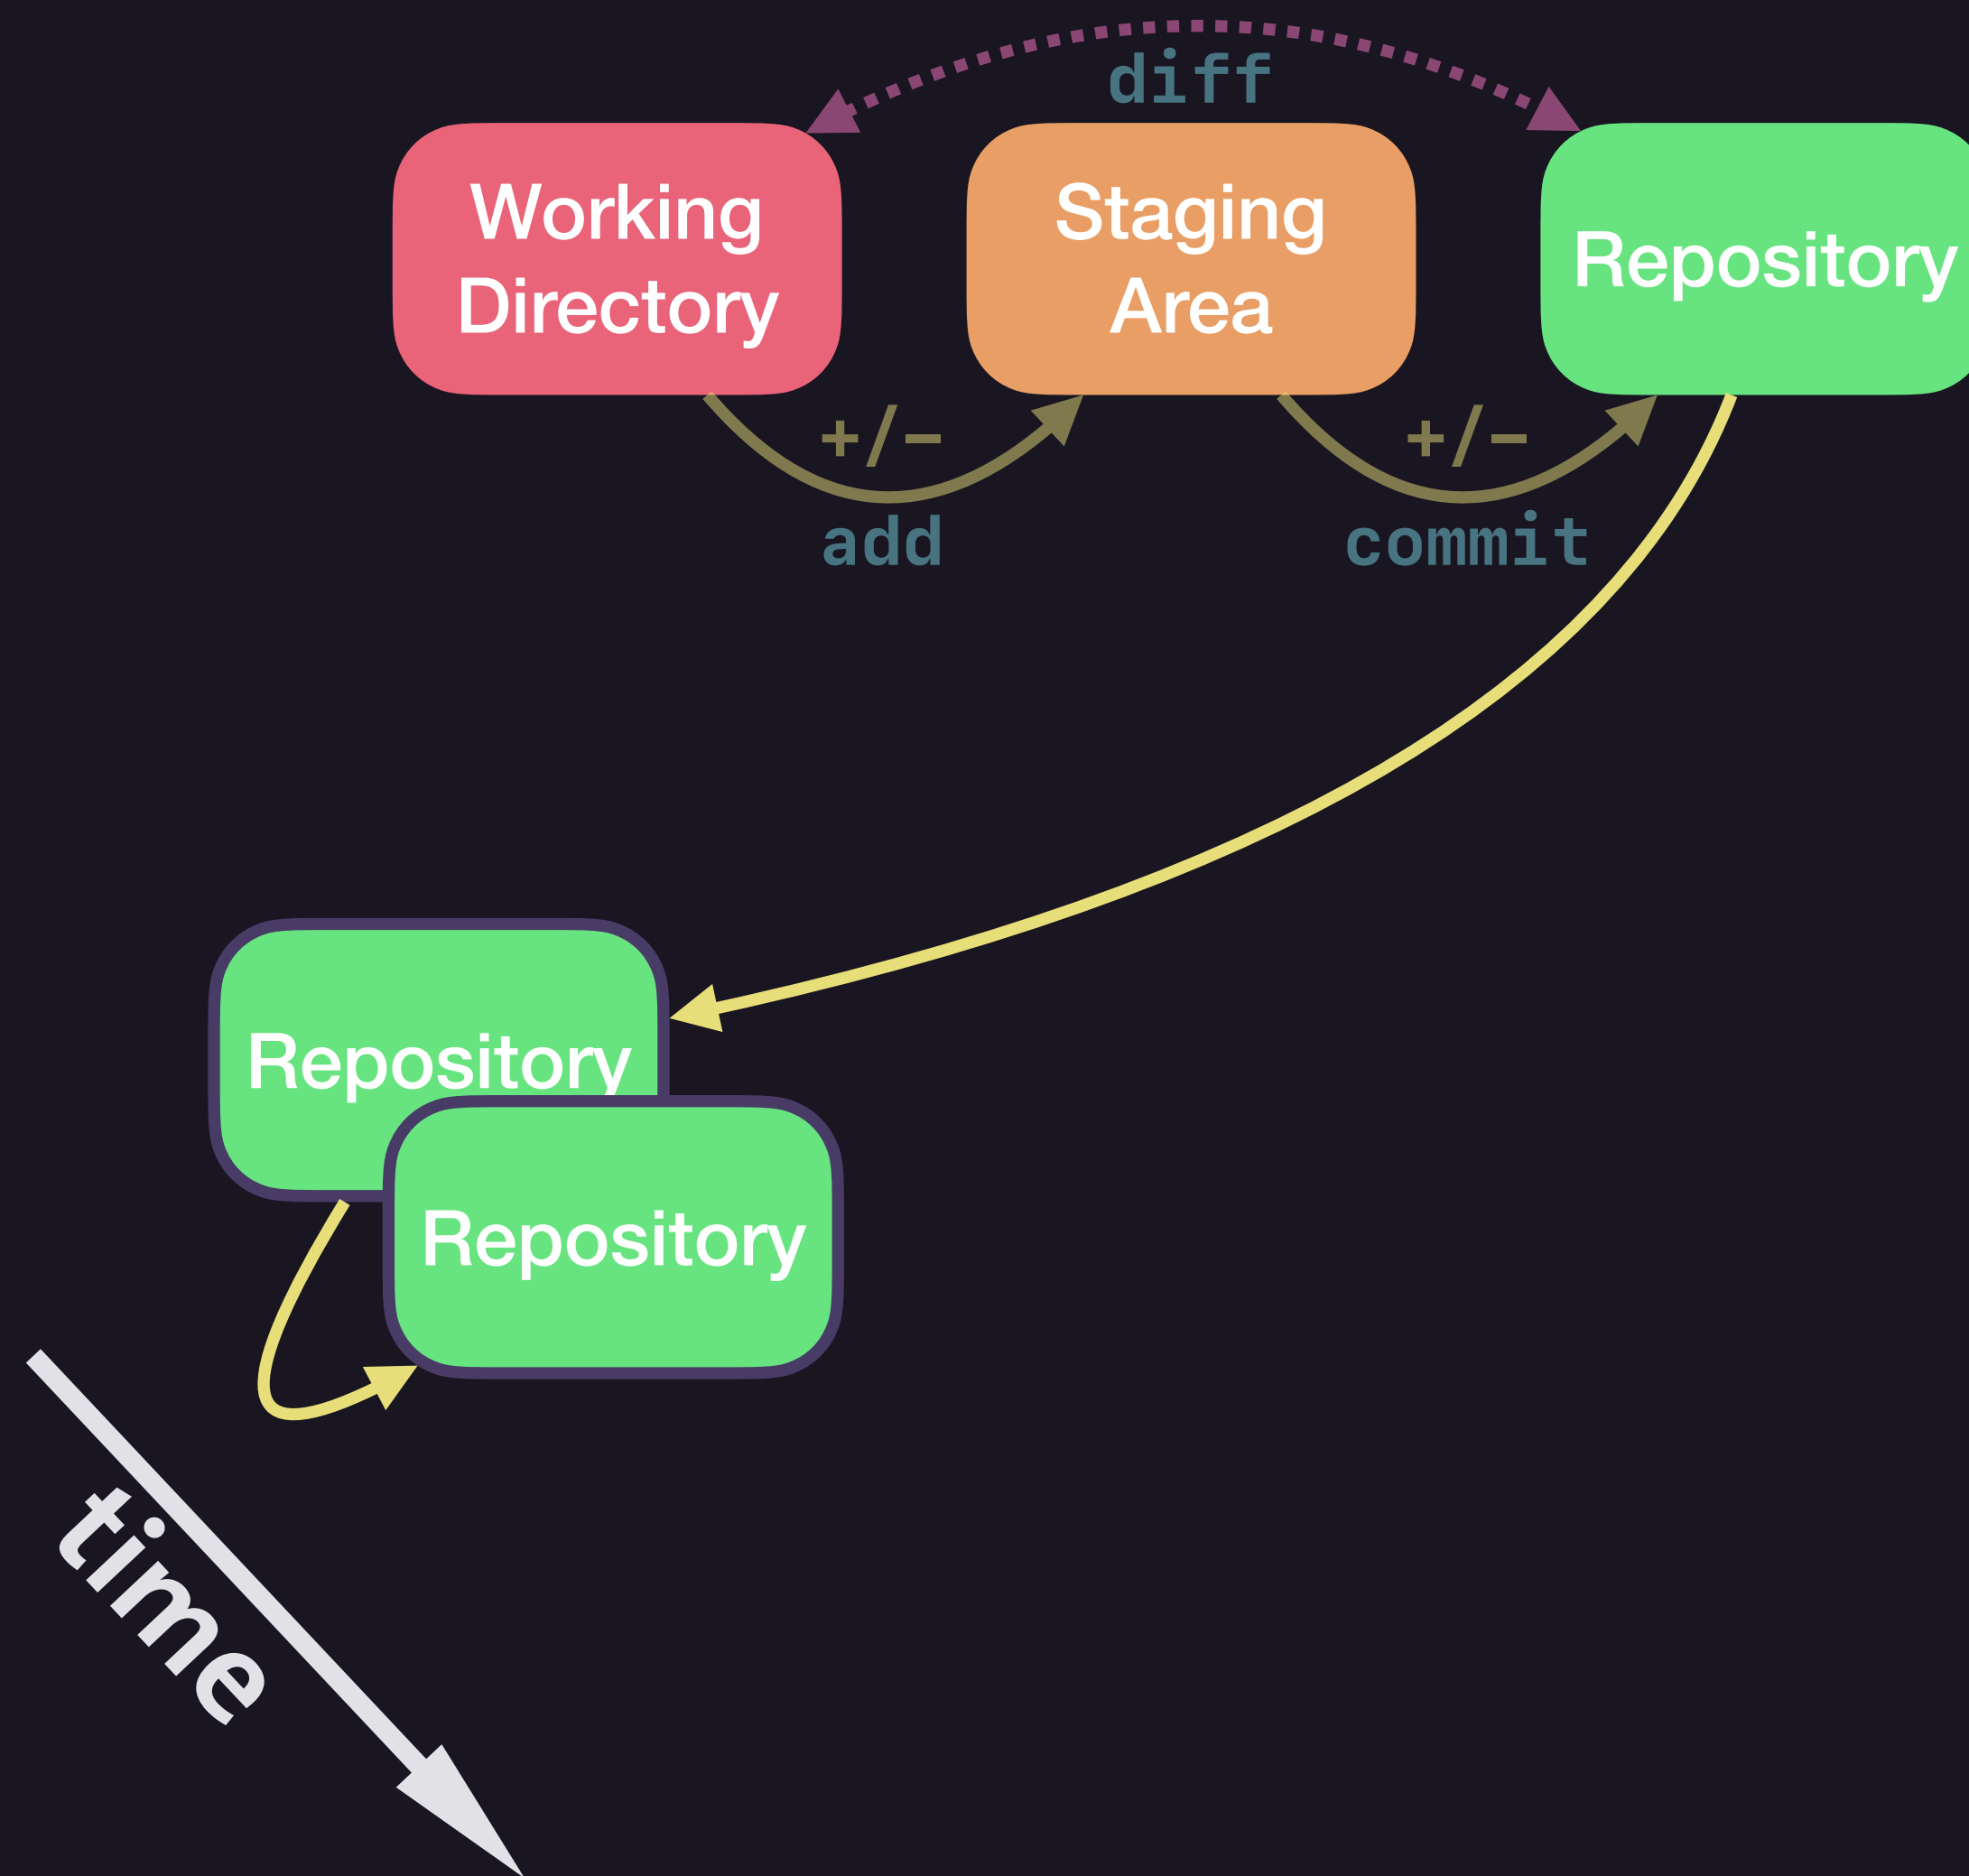 diff
Working
Directory
Staging
Area
Repository
+/-
+/-
add
commit
Repository
Repository
time